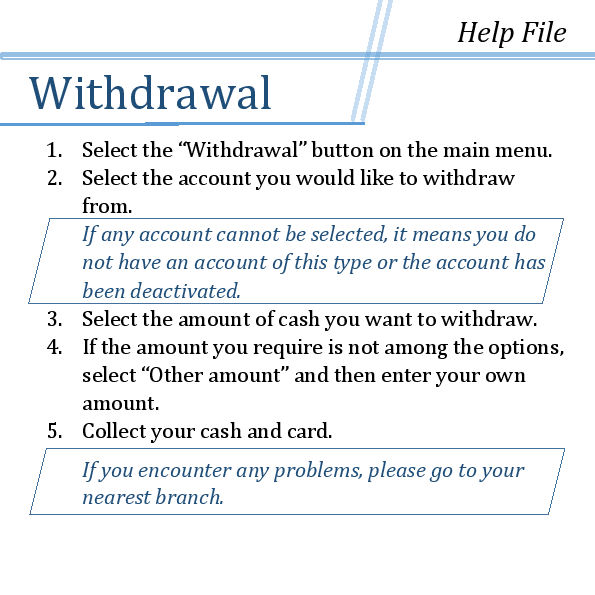 Help File
Withdrawal
1. Select the “Withdrawal” button on the main menu.
2. Select the account you would like to withdraw
from.
If any account cannot be selected, it means you do
not have an account of this type or the account has
been deactivated.
3. Select the amount of cash you want to withdraw.
4. If the amount you require is not among the options,
select “Other amount” and then enter your own
amount.
5. Collect your cash and card.
If you encounter any problems, please go to your
nearest branch.